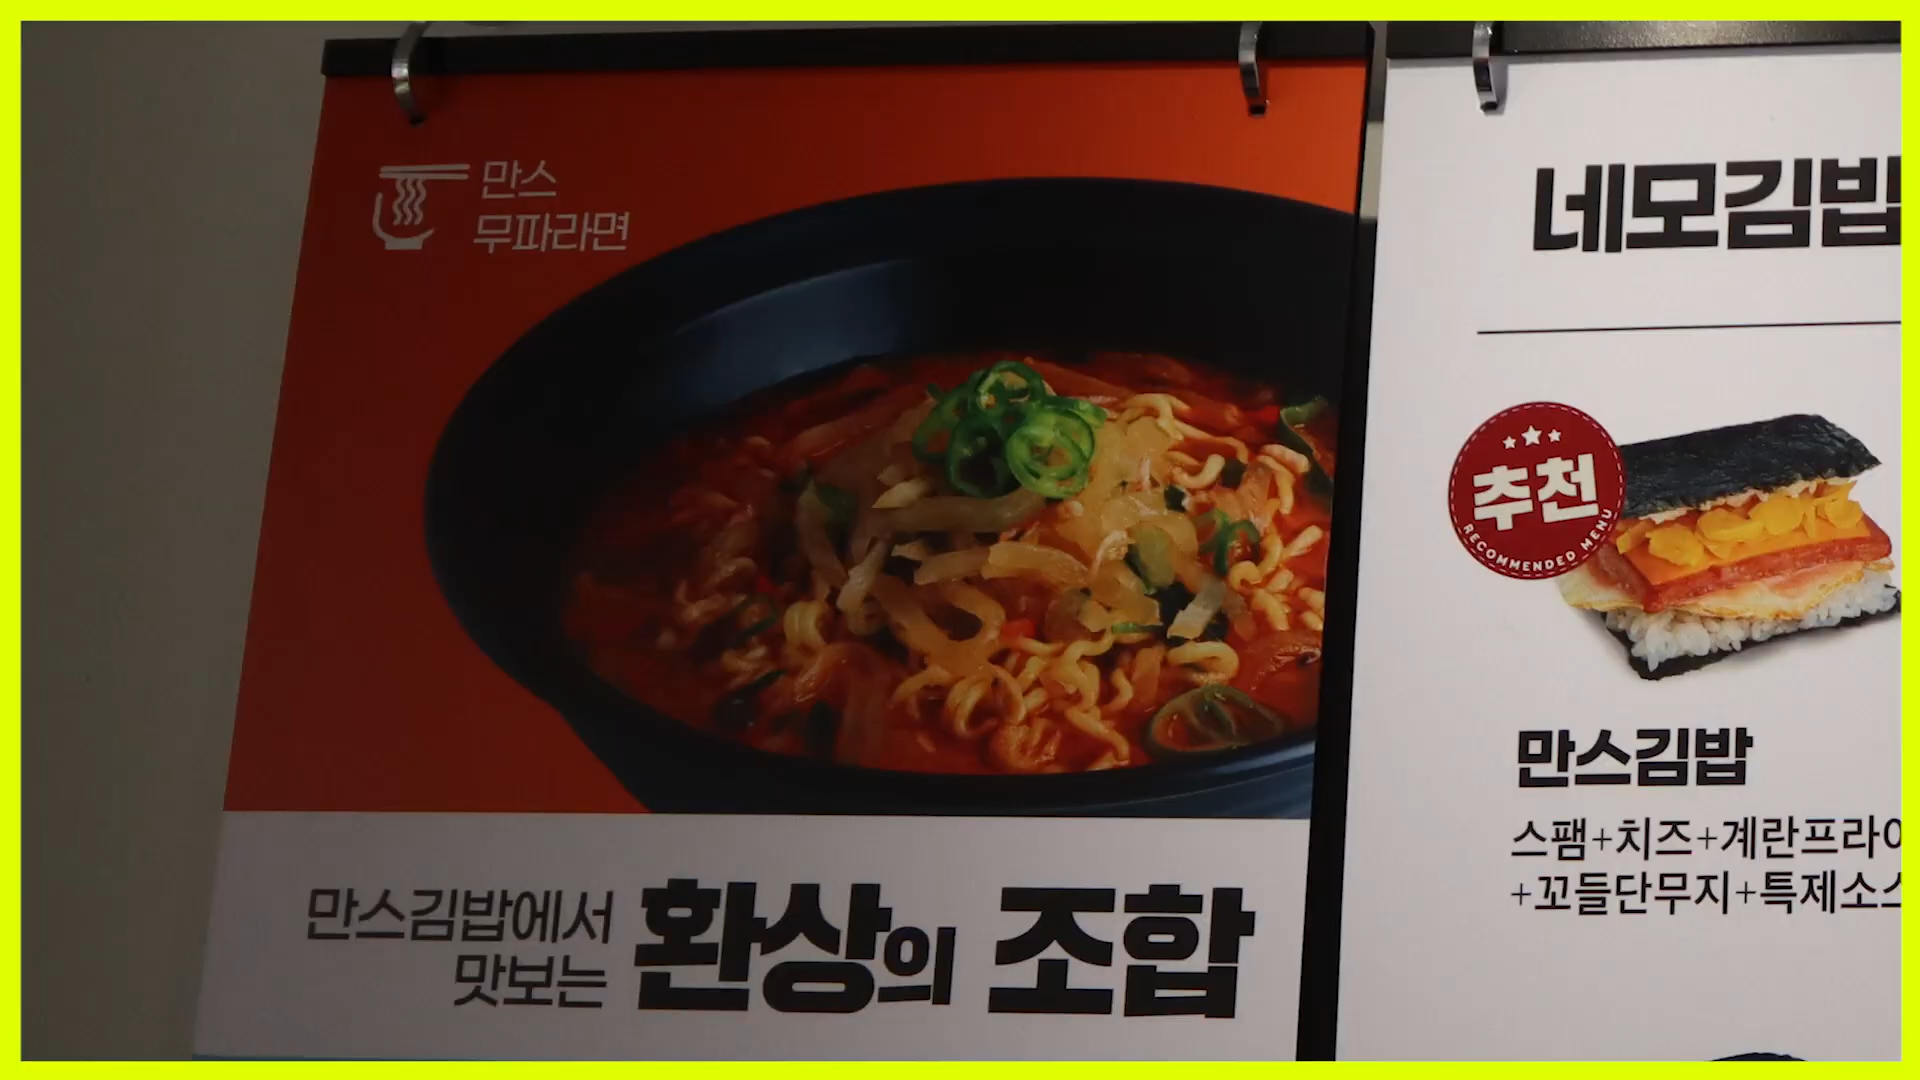 만스
무파라면
만스김밥에서
맛보는
환상의 조합
네모김밥
추천
RECOMMENDED MENU
만스김밥
스팸+치즈+계란프라이
+꼬들단무지+특제소스